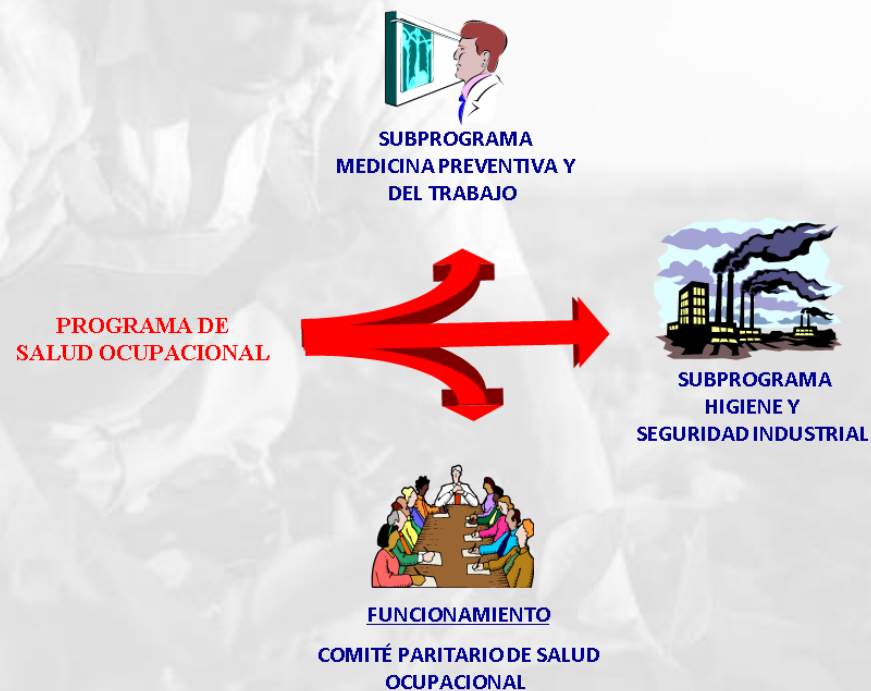 SUBPROGRAMA
MEDICINA PREVENTIVA Y
DEL TRABAJO
PROGRAMA DE
SALUD OCUPACIONAL
SUBPROGRAMA
HIGIENE Y
SEGURIDAD INDUSTRIAL
FUNCIONAMIENTO
COMITÉ PARITARIO DE SALUD
OCUPACIONAL